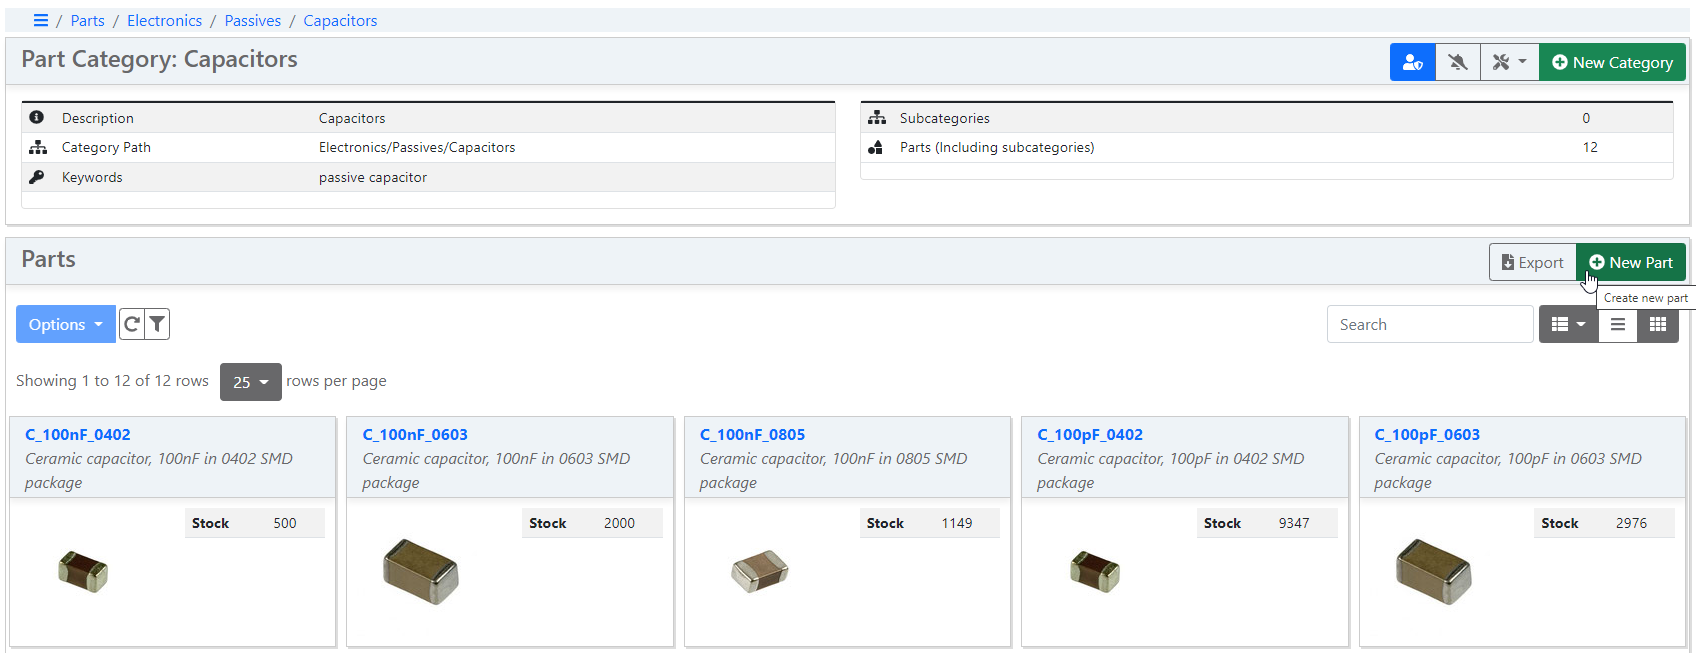 / Parts / Electronics / Passives / Capacitors
Part Category: Capacitors
New Category
Description Capacitors
Category Path Electronics/Passives/Capacitors
Keywords passive capacitor
Subcategories 0
Parts (Including subcategories) 12
Parts
Export
New Part
Create new part
Options
Search
Showing 1 to 12 of 12 rows 25 rows per page
C_100nF_0402
Ceramic capacitor, 100nF in 0402 SMD
package
Stock 500
C_100nF_0603
Ceramic capacitor, 100nF in 0603 SMD
package
Stock 2000
C_100nF_0805
Ceramic capacitor, 100nF in 0805 SMD
package
Stock 1149
C_100pF_0402
Ceramic capacitor, 100pF in 0402 SMD
package
Stock 9347
C_100pF_0603
Ceramic capacitor, 100pF in 0603 SMD
package
Stock 2976